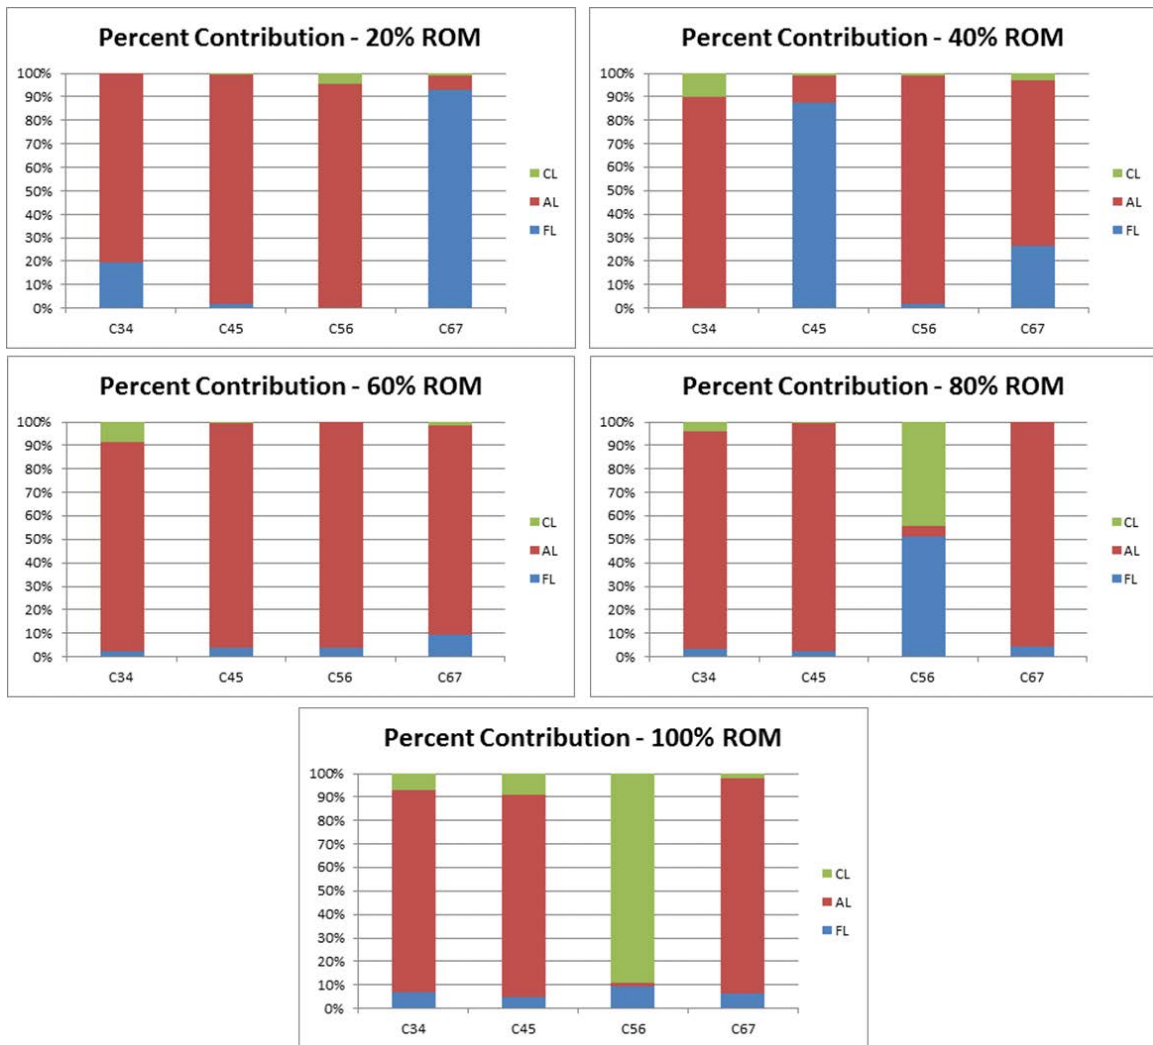 Percent Contribution - 20% ROM
100%
90%
80%
70%
60%
50%
40%
30%
20%
10%
0%
C34 C45 C56 C67
CL
AL
FL
Percent Contribution - 40% ROM
100%
90%
80%
70%
60%
50%
40%
30%
20%
10%
0%
C34 C45 C56 C67
CL
AL
FL
Percent Contribution - 60% ROM
100%
90%
80%
70%
60%
50%
40%
30%
20%
10%
0%
C34 C45 C56 C67
CL
AL
FL
Percent Contribution - 80% ROM
100%
90%
80%
70%
60%
50%
40%
30%
20%
10%
0%
C34 C45 C56 C67
CL
AL
FL
Percent Contribution - 100% ROM
100%
90%
80%
70%
60%
50%
40%
30%
20%
10%
0%
C34 C45 C56 C67
CL
AL
FL